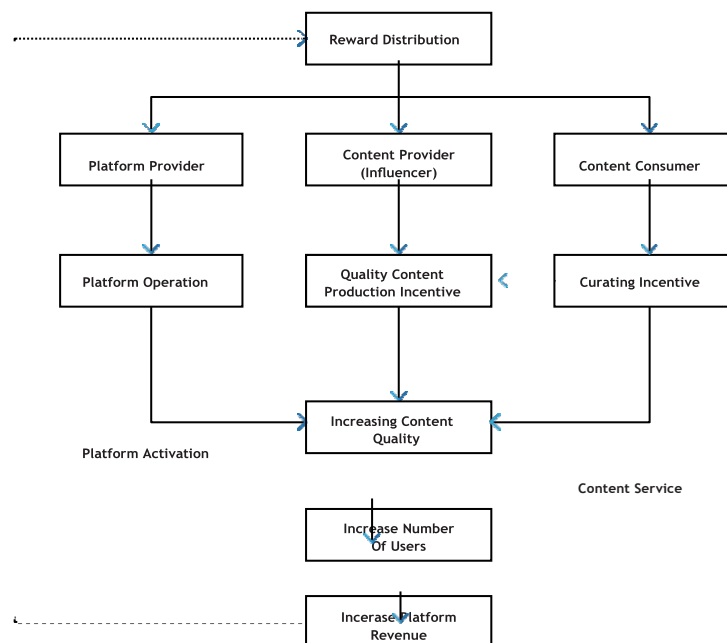 Reward Distribution
Platform Provider
Content Provider
(Influencer)
Content Consumer
Platform Operation
Quality Content
Production Incentive
Curating Incentive
Increasing Content
Quality
Platform Activation
Content Service
Increase Number
Of Users
Incerase Platform
Revenue